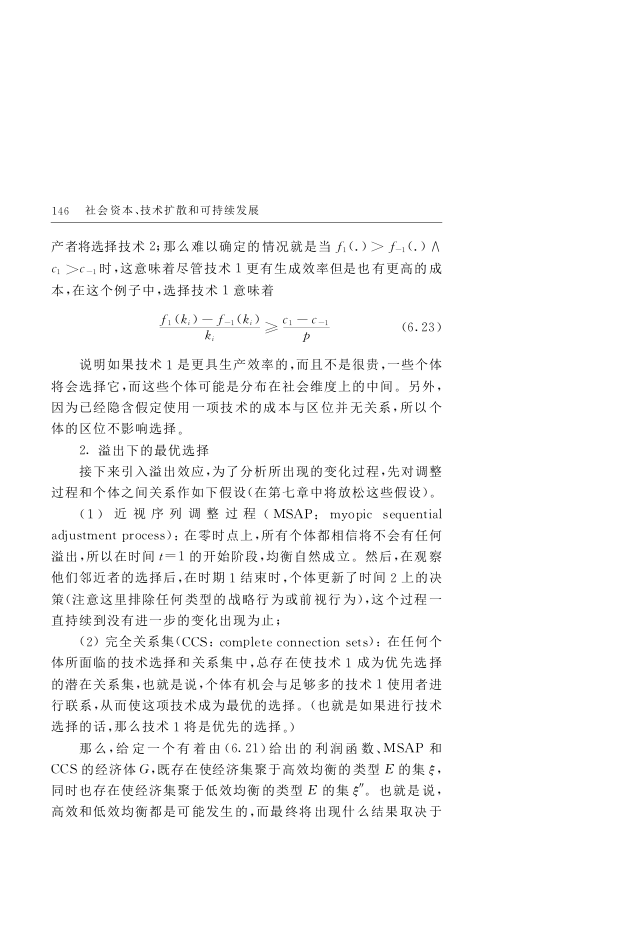 146 社会资本、技术扩散和可持续发展
产者将选择技术 2;那么难以确定的情况就是当 f₁(.) > f₋₁(.) ∧
c₁ >c₋₁时,这意味着尽管技术 1 更有生成效率但是也有更高的成
本,在这个例子中,选择技术 1 意味着
(f₁(kᵢ) − f₋₁(kᵢ))/kᵢ ⩾ (c₁ − c₋₁)/p (6.23)
说明如果技术 1 是更具生产效率的,而且不是很贵,一些个体
将会选择它,而这些个体可能是分布在社会维度上的中间。另外,
因为已经隐含假定使用一项技术的成本与区位并无关系,所以个
体的区位不影响选择。
2. 溢出下的最优选择
接下来引入溢出效应,为了分析所出现的变化过程,先对调整
过程和个体之间关系作如下假设(在第七章中将放松这些假设)。
(1) 近视序列调整过程(MSAP: myopic sequential
adjustment process): 在零时点上,所有个体都相信将不会有任何
溢出,所以在时间 t=1 的开始阶段,均衡自然成立。然后,在观察
他们邻近者的选择后,在时期 1 结束时,个体更新了时间 2 上的决
策(注意这里排除任何类型的战略行为或前视行为),这个过程一
直持续到没有进一步的变化出现为止;
(2) 完全关系集(CCS: complete connection sets): 在任何个
体所面临的技术选择和关系集中,总存在使技术 1 成为优先选择
的潜在关系集,也就是说,个体有机会与足够多的技术 1 使用者进
行联系,从而使这项技术成为最优的选择。(也就是如果进行技术
选择的话,那么技术 1 将是优先的选择。)
那么,给定一个有着由(6.21)给出的利润函数、MSAP 和
CCS 的经济体 G,既存在使经济集聚于高效均衡的类型 E 的集 ξ,
同时也存在使经济集聚于低效均衡的类型 E 的集 ξ″。也就是说,
高效和低效均衡都是可能发生的,而最终将出现什么结果取决于